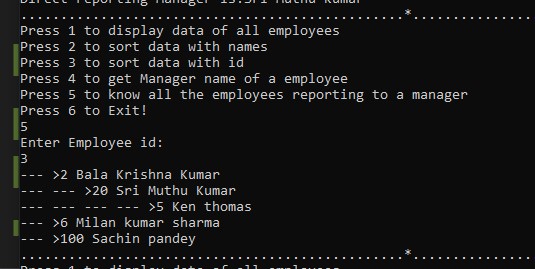 Direct reporting Manager is:Sri Muthu Kumar
.....................................................*................
Press 1 to display data of all employees
Press 2 to sort data with names
Press 3 to sort data with id
Press 4 to get Manager name of a employee
Press 5 to know all the employees reporting to a manager
Press 6 to Exit!
5
Enter Employee id:
3
--- >2 Bala Krishna Kumar
--- --- >20 Sri Muthu Kumar
--- --- --- --- >5 Ken thomas
--- >6 Milan kumar sharma
--- >100 Sachin pandey
.....................................................*................
Press 1 to display data of all employees